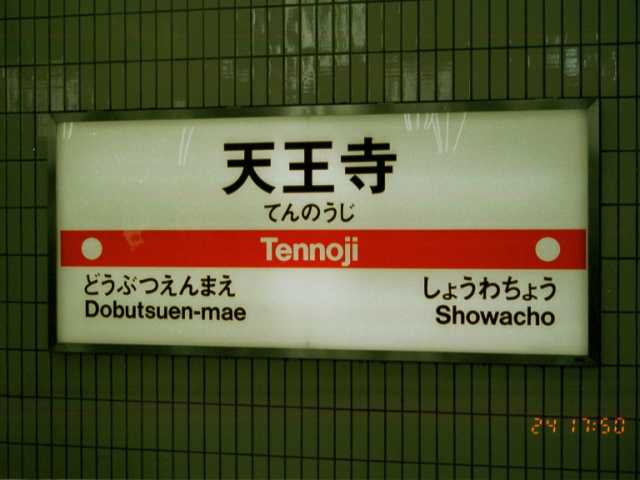 天王寺
てんのうじ
Tennoji
どうぶつえんまえ
Dobutsuen-mae
しょうわちょう
Showacho
24 17:50